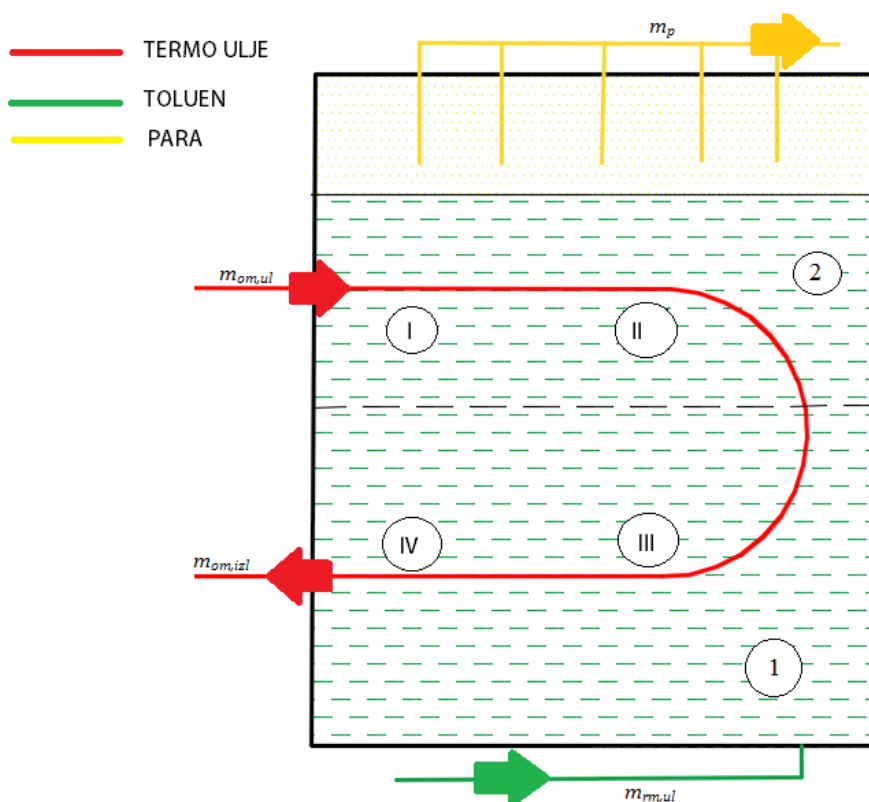 TERMO ULJE
TOLUEN
PARA
m_p
m_om,ul
2
I
II
IV
III
m_om,izl
1
m_rm,ul